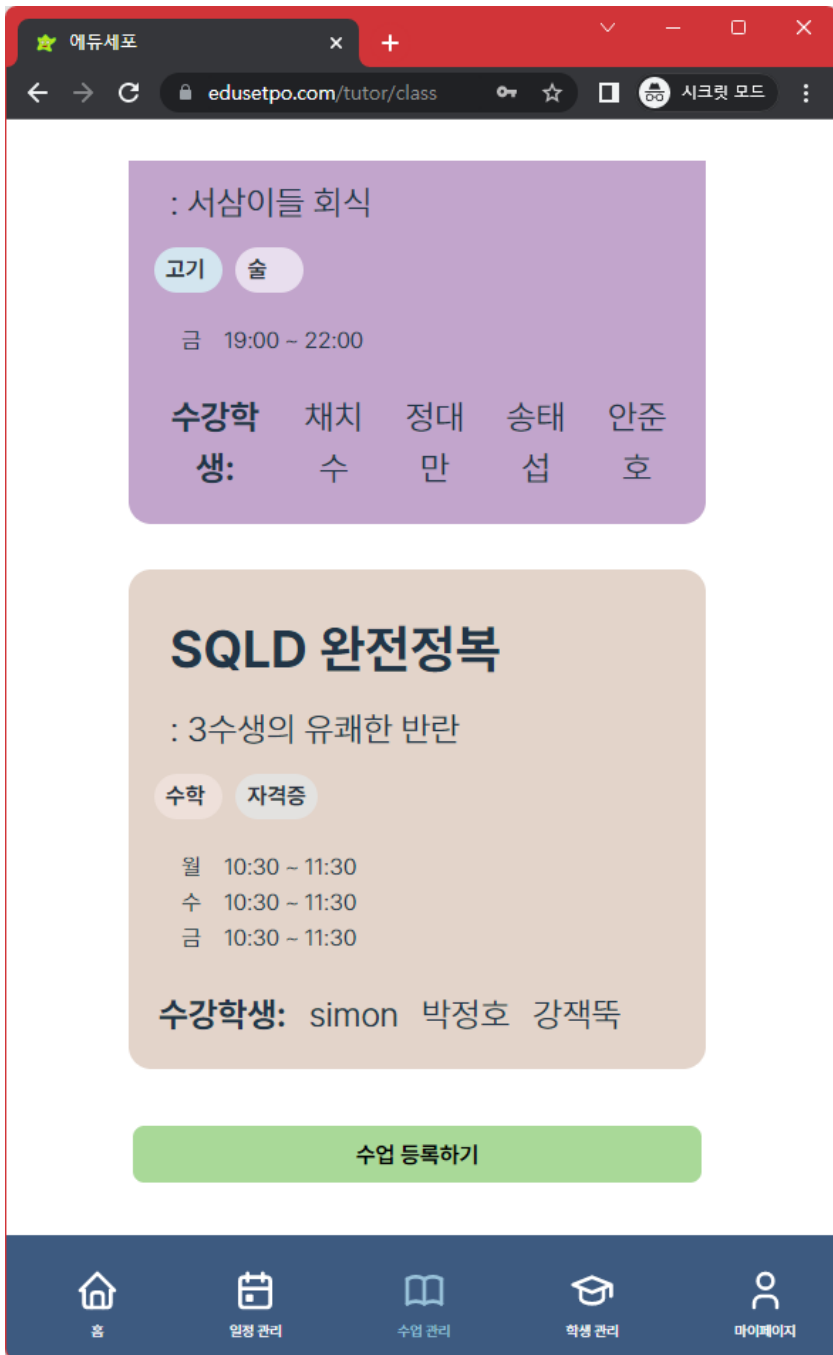 에듀세포
edusetpo.com/tutor/class
시크릿 모드
: 서삼이들 회식
고기 술
금 19:00 ~ 22:00
수강학 채치 정대 송태 안준
생: 수 만 섭 호
SQLD 완전정복
: 3수생의 유쾌한 반란
수학 자격증
월 10:30 ~ 11:30
수 10:30 ~ 11:30
금 10:30 ~ 11:30
수강학생: simon 박정호 강잭뚝
수업 등록하기
홈 일정 관리 수업 관리 학생 관리 마이페이지